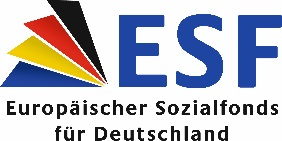 ESF
Europäischer Sozialfonds
für Deutschland